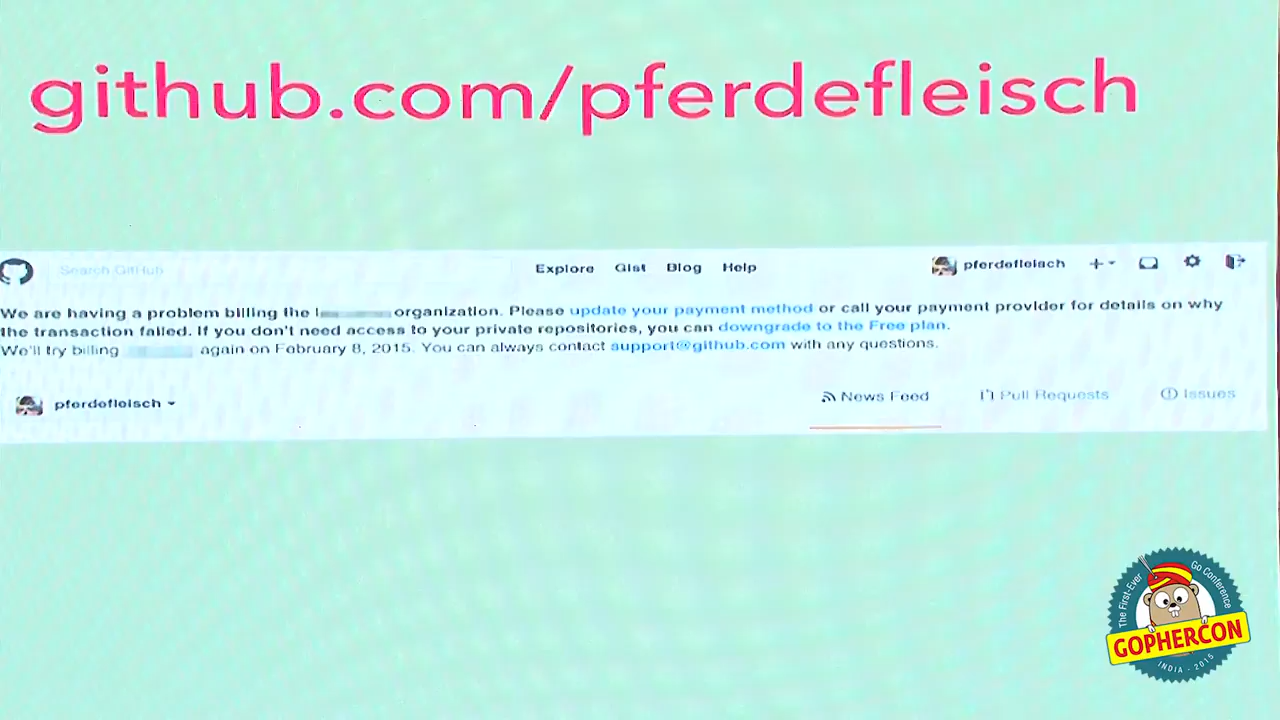 github.com/pferdefleisch
Search GitHub
Explore Gist Blog Help
pferdefleisch
We are having a problem billing the l organization. Please update your payment method or call your payment provider for details on why
the transaction failed. If you don't need access to your private repositories, you can downgrade to the Free plan.
We'll try billing again on February 8, 2015. You can always contact support@github.com with any questions.
pferdefleisch
News Feed Pull Requests Issues
The First-Ever Go Conference
GOPHERCON
INDIA - 2015